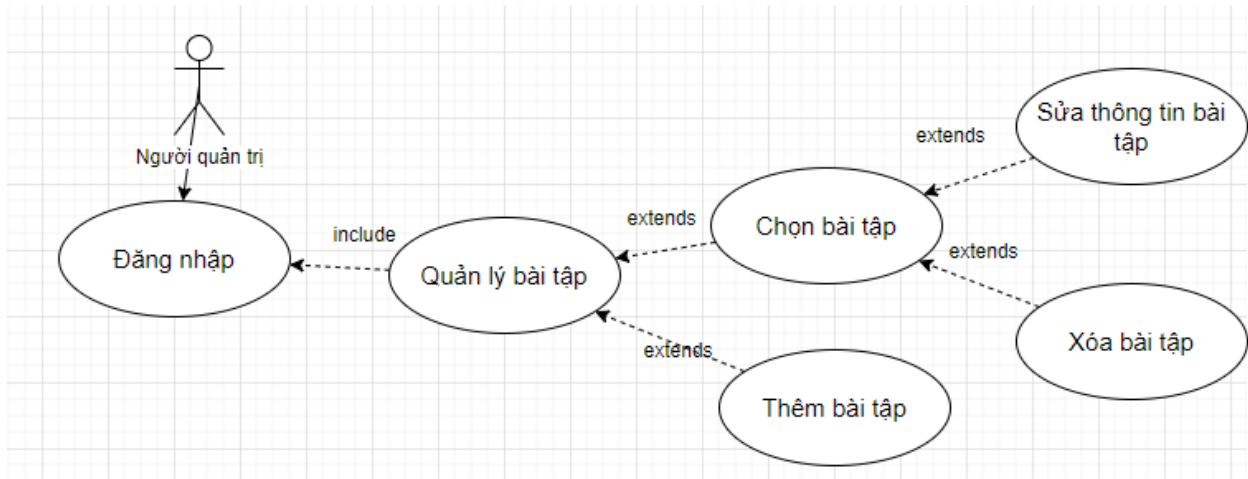 Người quản trị
Đăng nhập
include
Quản lý bài tập
extends
Chọn bài tập
extends
Sửa thông tin bài
tập
extends
Xóa bài tập
extends
Thêm bài tập